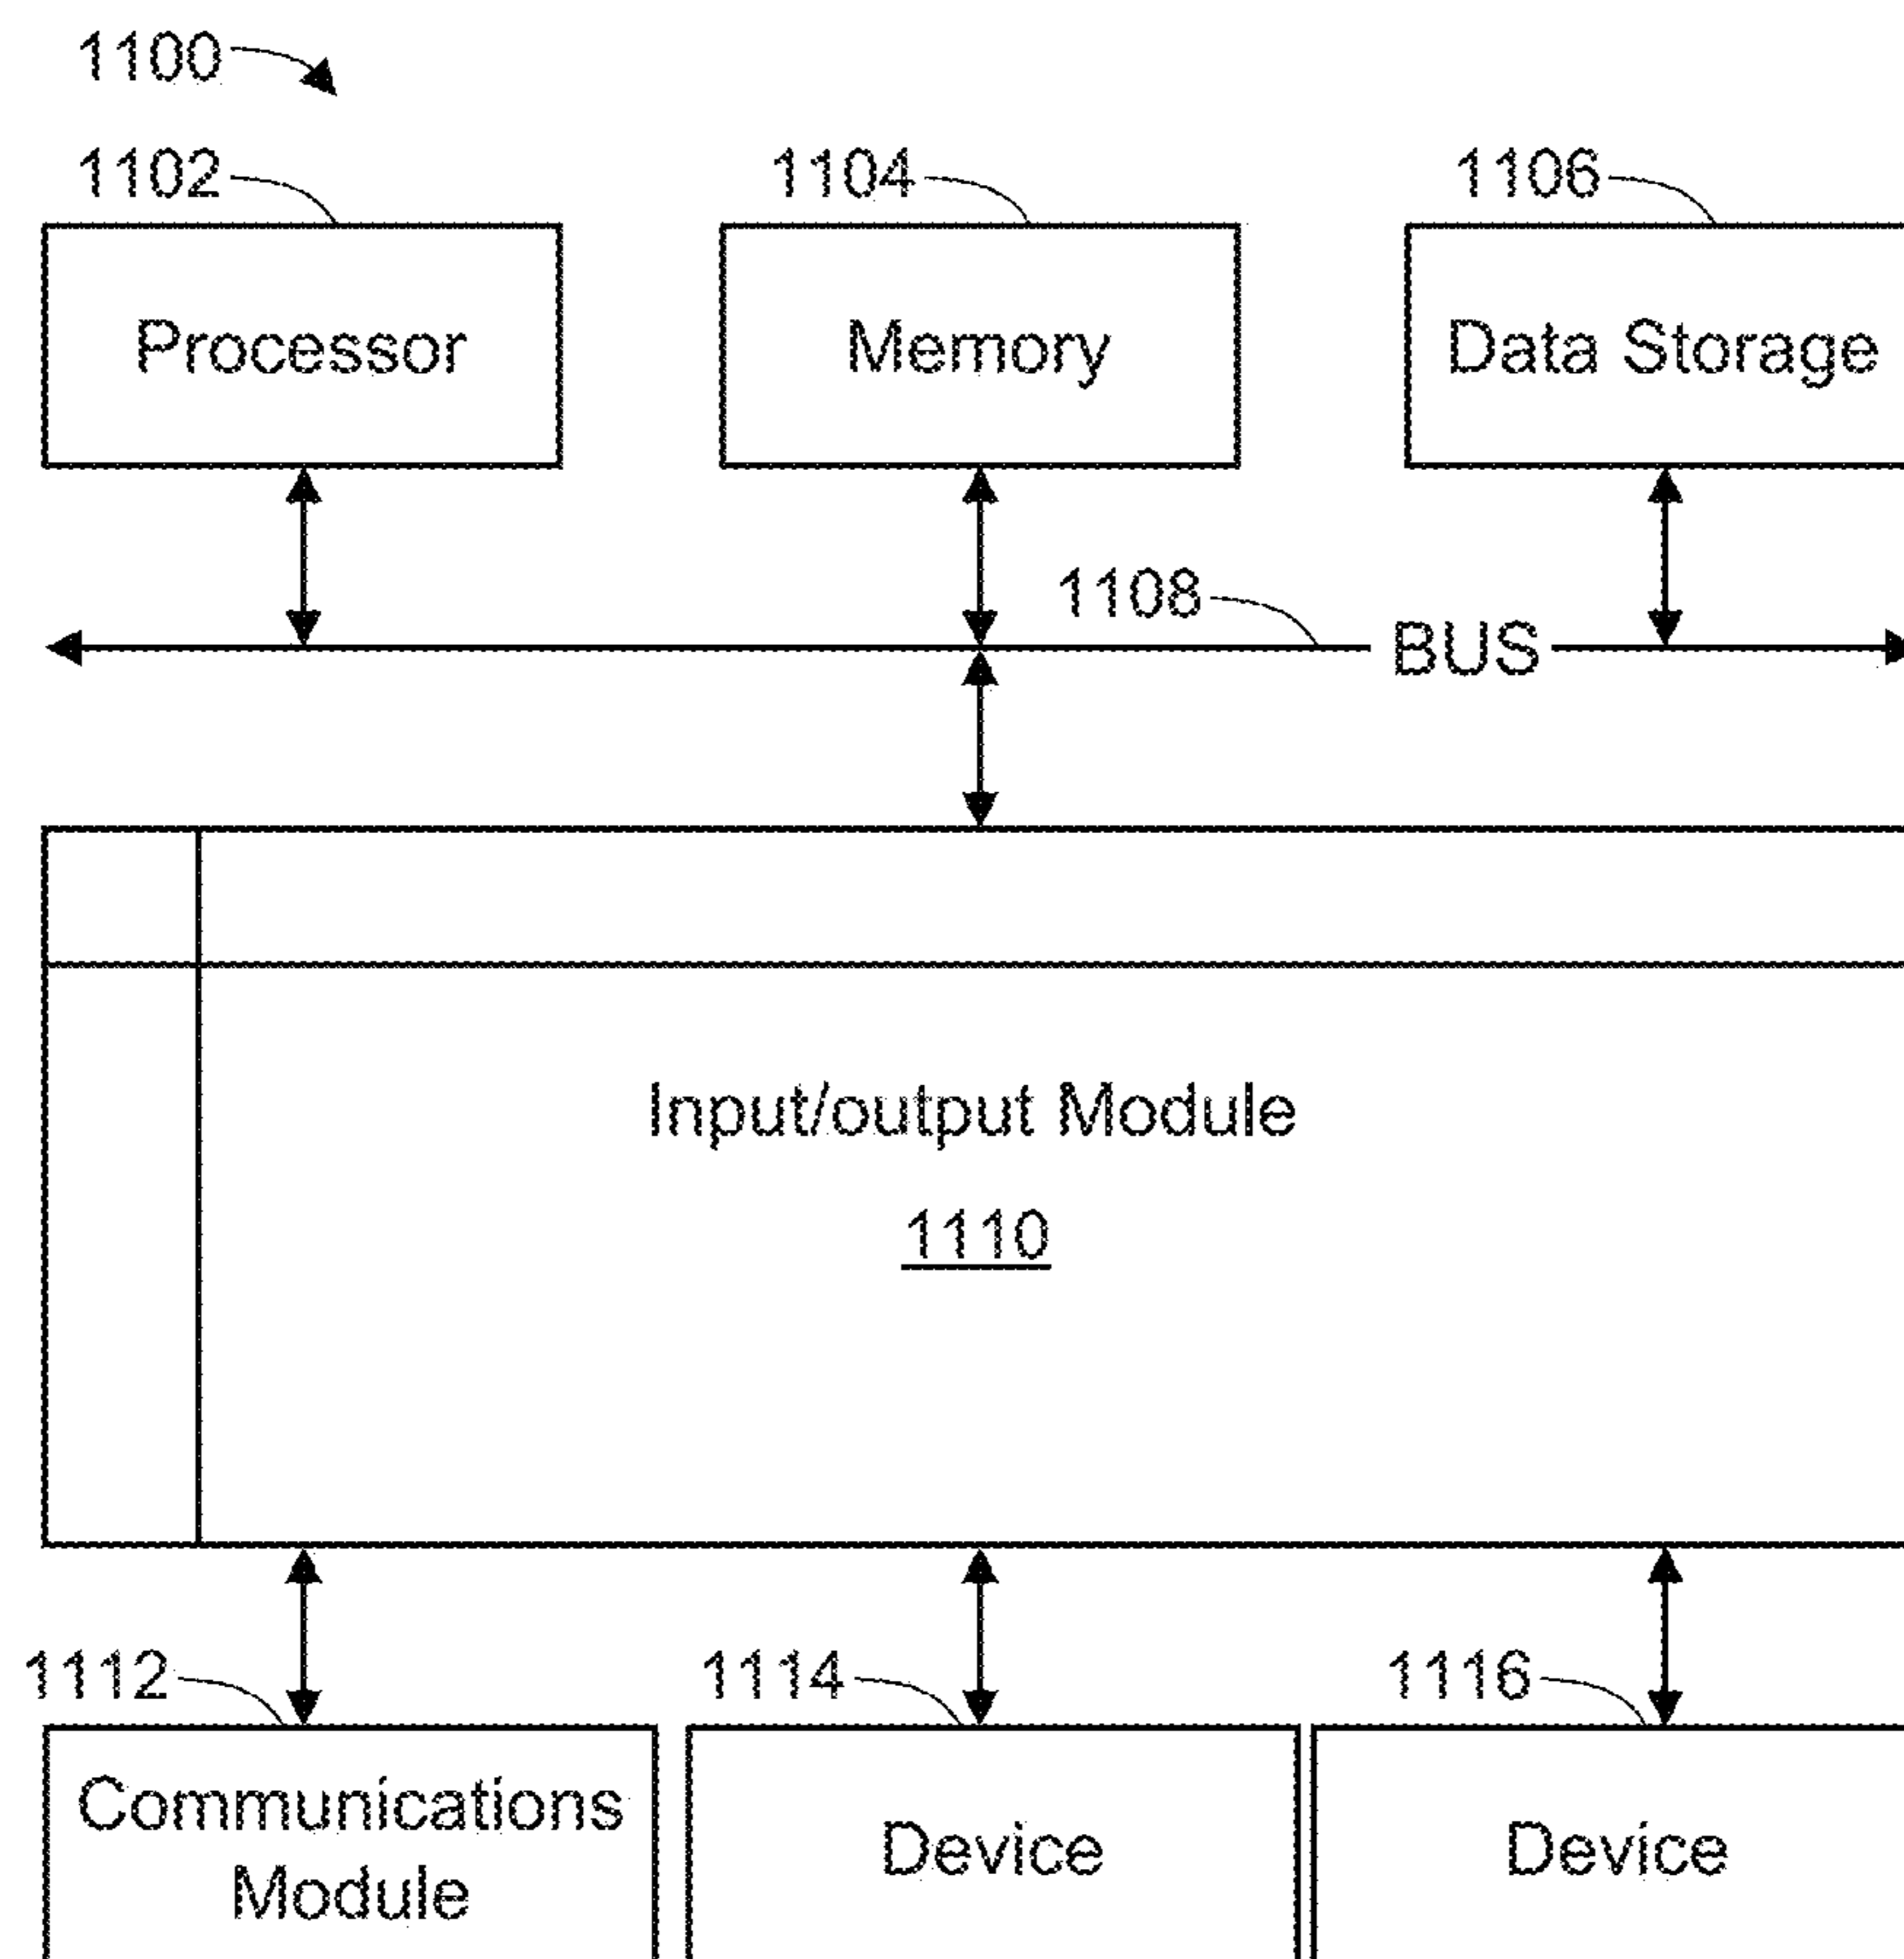 1100
1102
1104
1106
Processor
Memory
Data Storage
1108
BUS
Input/output Module
1110
1112
1114
1116
Communications
Module
Device
Device